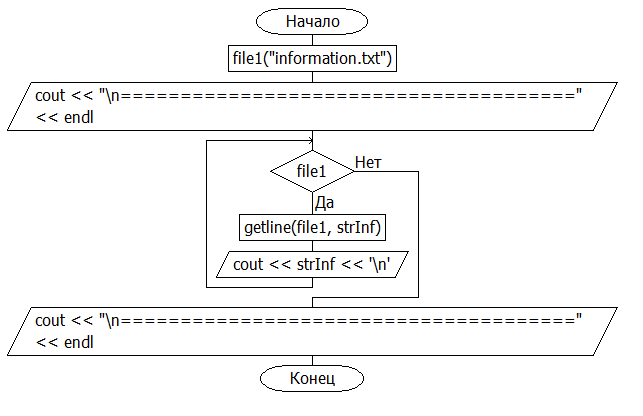 Начало
file1("information.txt")
cout << "\n======================================"
<< endl
file1
Нет
Да
getline(file1, strInf)
cout << strInf << '\n'
cout << "\n======================================"
<< endl
Конец